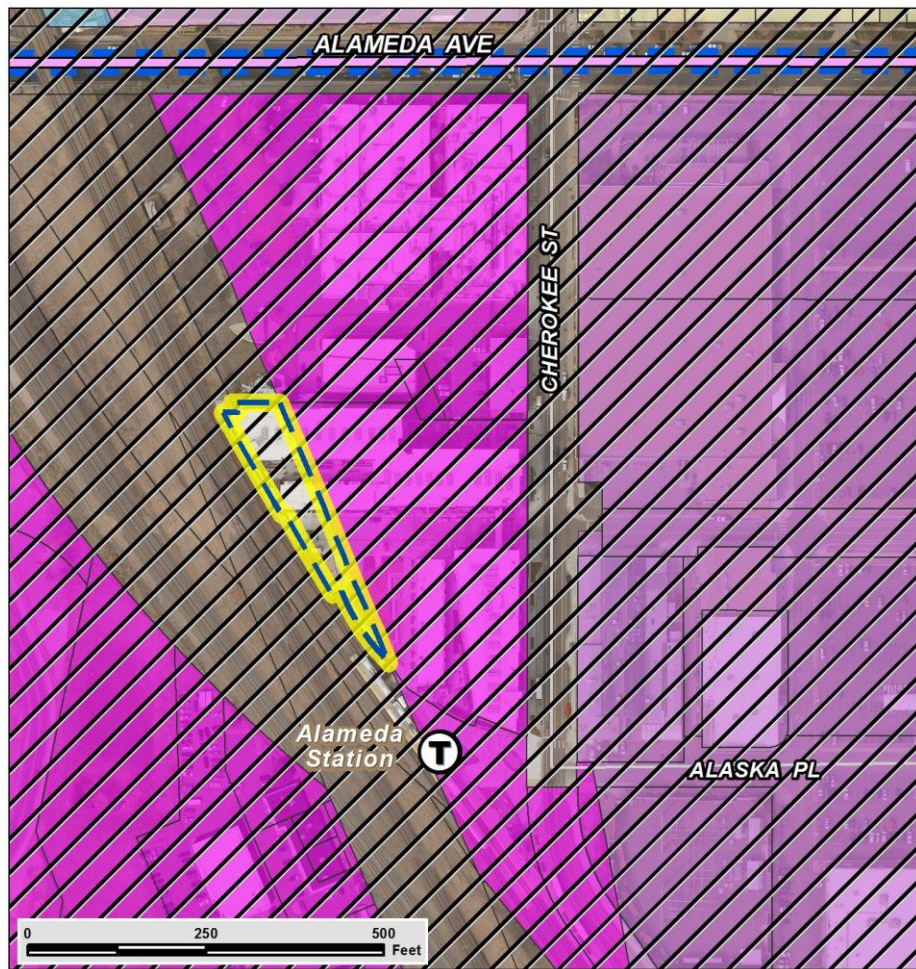 ALAMEDA AVE
CHEROKEE ST
Alameda
Station
T
ALASKA PL
0 250 500
Feet